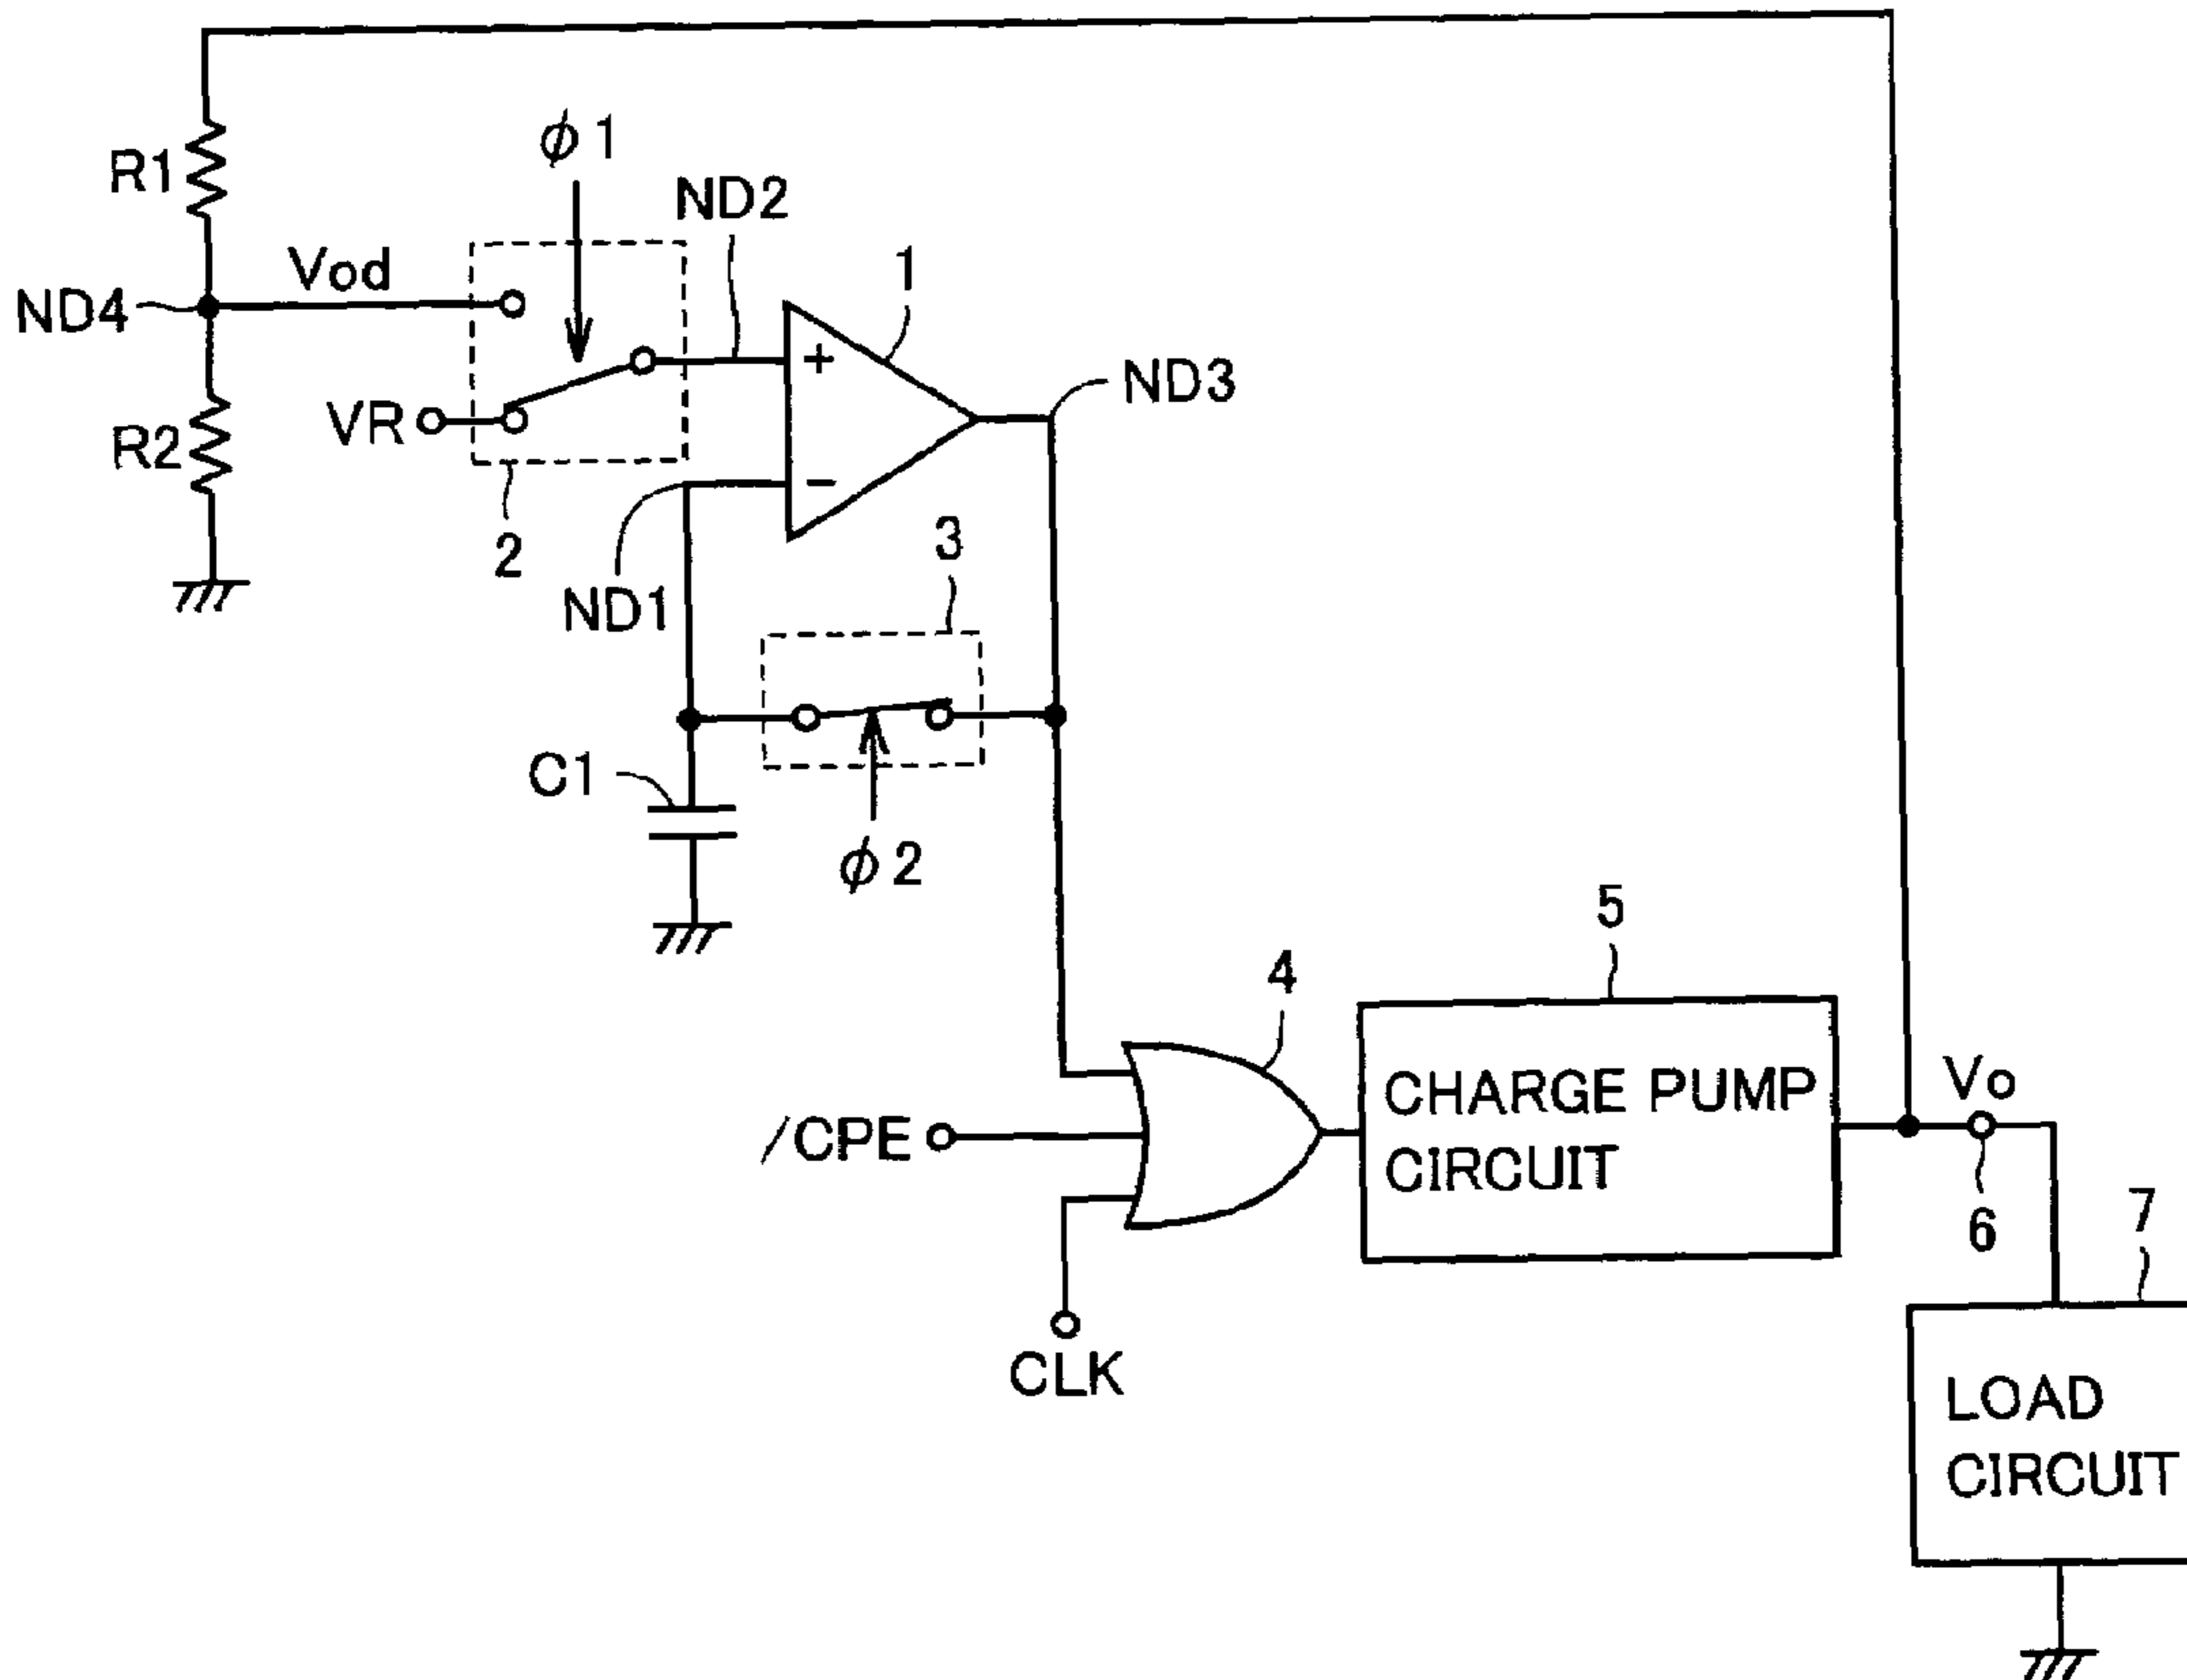 R1
ϕ1
ND2
Vod
1
ND4
+
ND3
VR
R2
−
2
3
ND1
C1
ϕ2
5
4
CHARGE PUMP
CIRCUIT
Vo
/CPE
6
7
CLK
LOAD
CIRCUIT